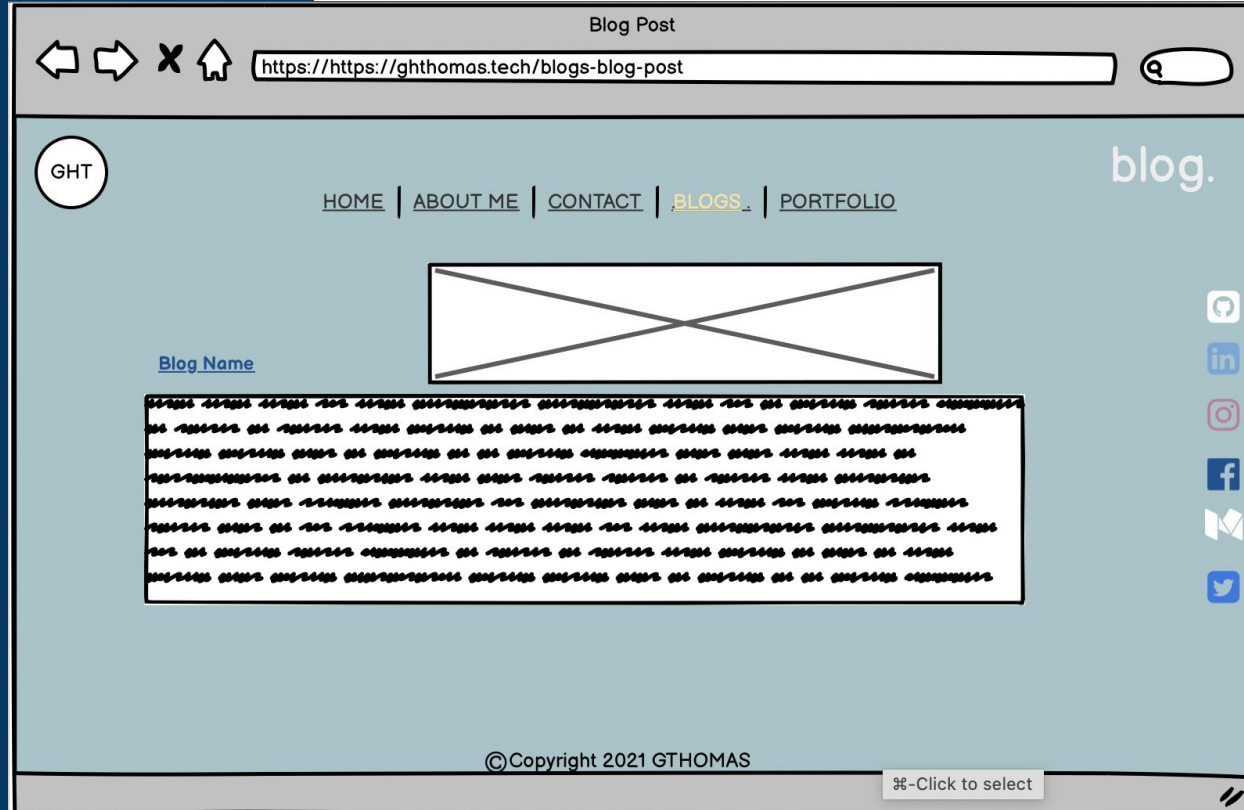 Blog Post
https://https://ghthomas.tech/blogs-blog-post
GHT
blog.
HOME | ABOUT ME | CONTACT | .BLOGS . | PORTFOLIO
Blog Name
©Copyright 2021 GTHOMAS
⌘-Click to select